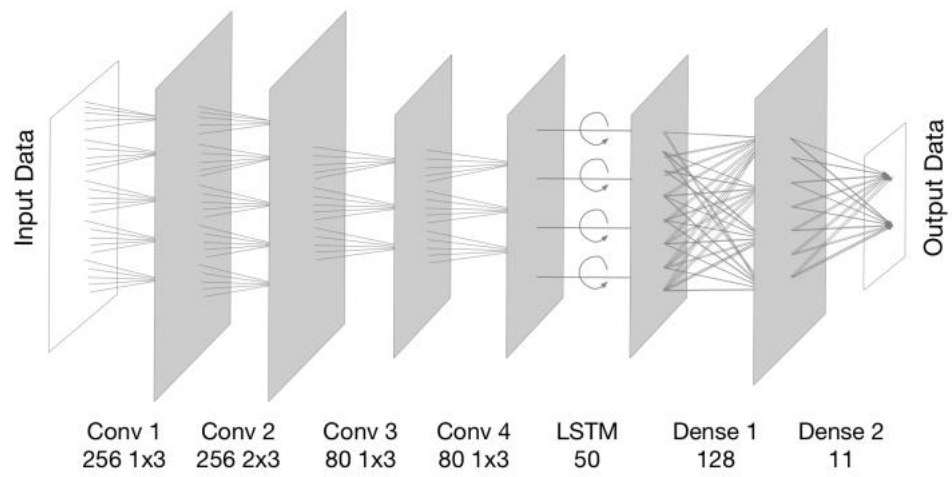 Input Data
Output Data
Conv 1
256 1x3
Conv 2
256 2x3
Conv 3
80 1x3
Conv 4
80 1x3
LSTM
50
Dense 1
128
Dense 2
11